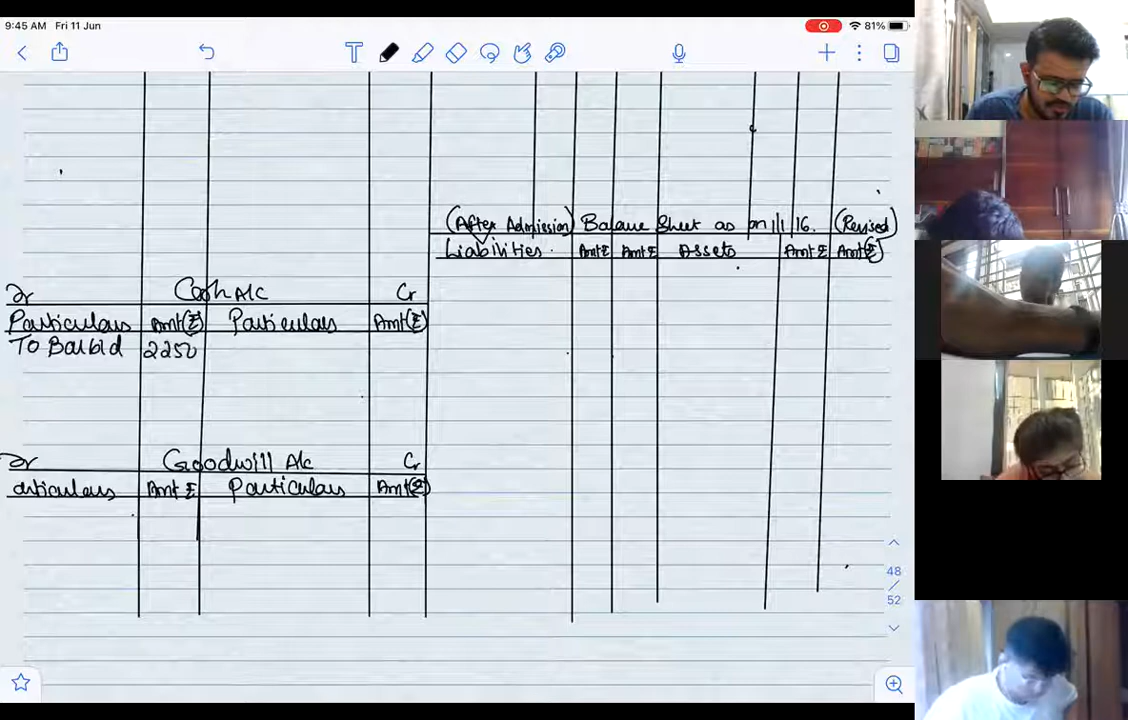 9:45 AM Fri 11 Jun
81%
T
(After Admission) Balance Sheet as on 1/1/16. (Revised)
Liabilities. Amt ₹ Amt ₹ Assets Amt ₹ Amt(₹)
Dr Cash A/c Cr
Particulars Amt(₹) Particulars Amt(₹)
To Bal b/d 2250
Dr Goodwill A/c Cr
articulars Amt ₹ Particulars Amt(₹)
48
/
52